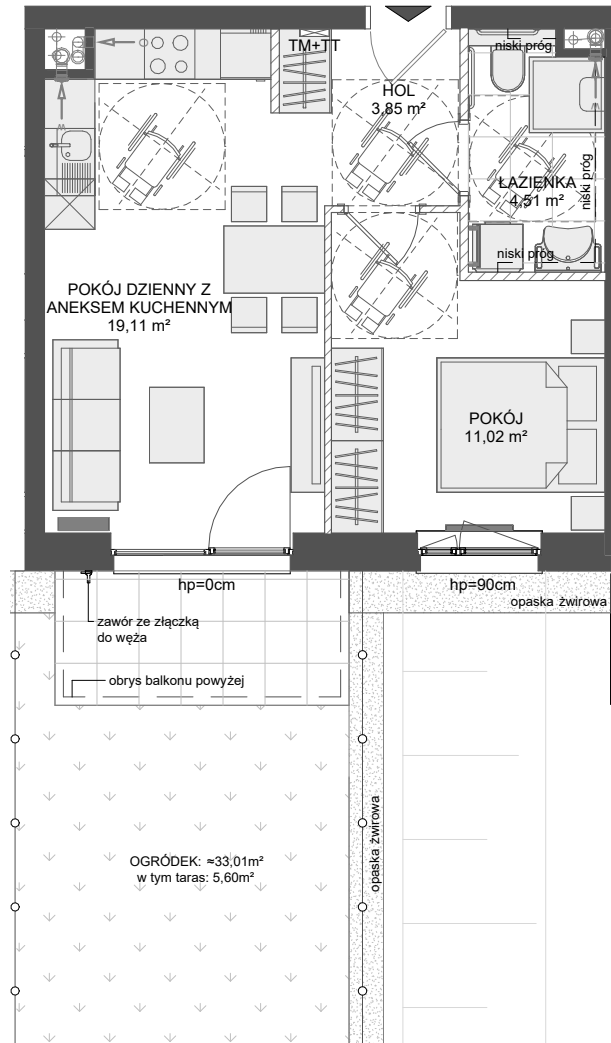 niski próg
TM+TT
HOL
3,85 m²
niski próg
ŁAZIENKA
4,51 m²
niski próg
POKÓJ DZIENNY Z
ANEKSEM KUCHENNYM
19,11 m²
POKÓJ
11,02 m²
hp=0cm
hp=90cm
opaska żwirowa
zawór ze złączką
do węża
obrys balkonu powyżej
opaska żwirowa
OGRÓDEK: ≈33,01m²
w tym taras: 5,60m²